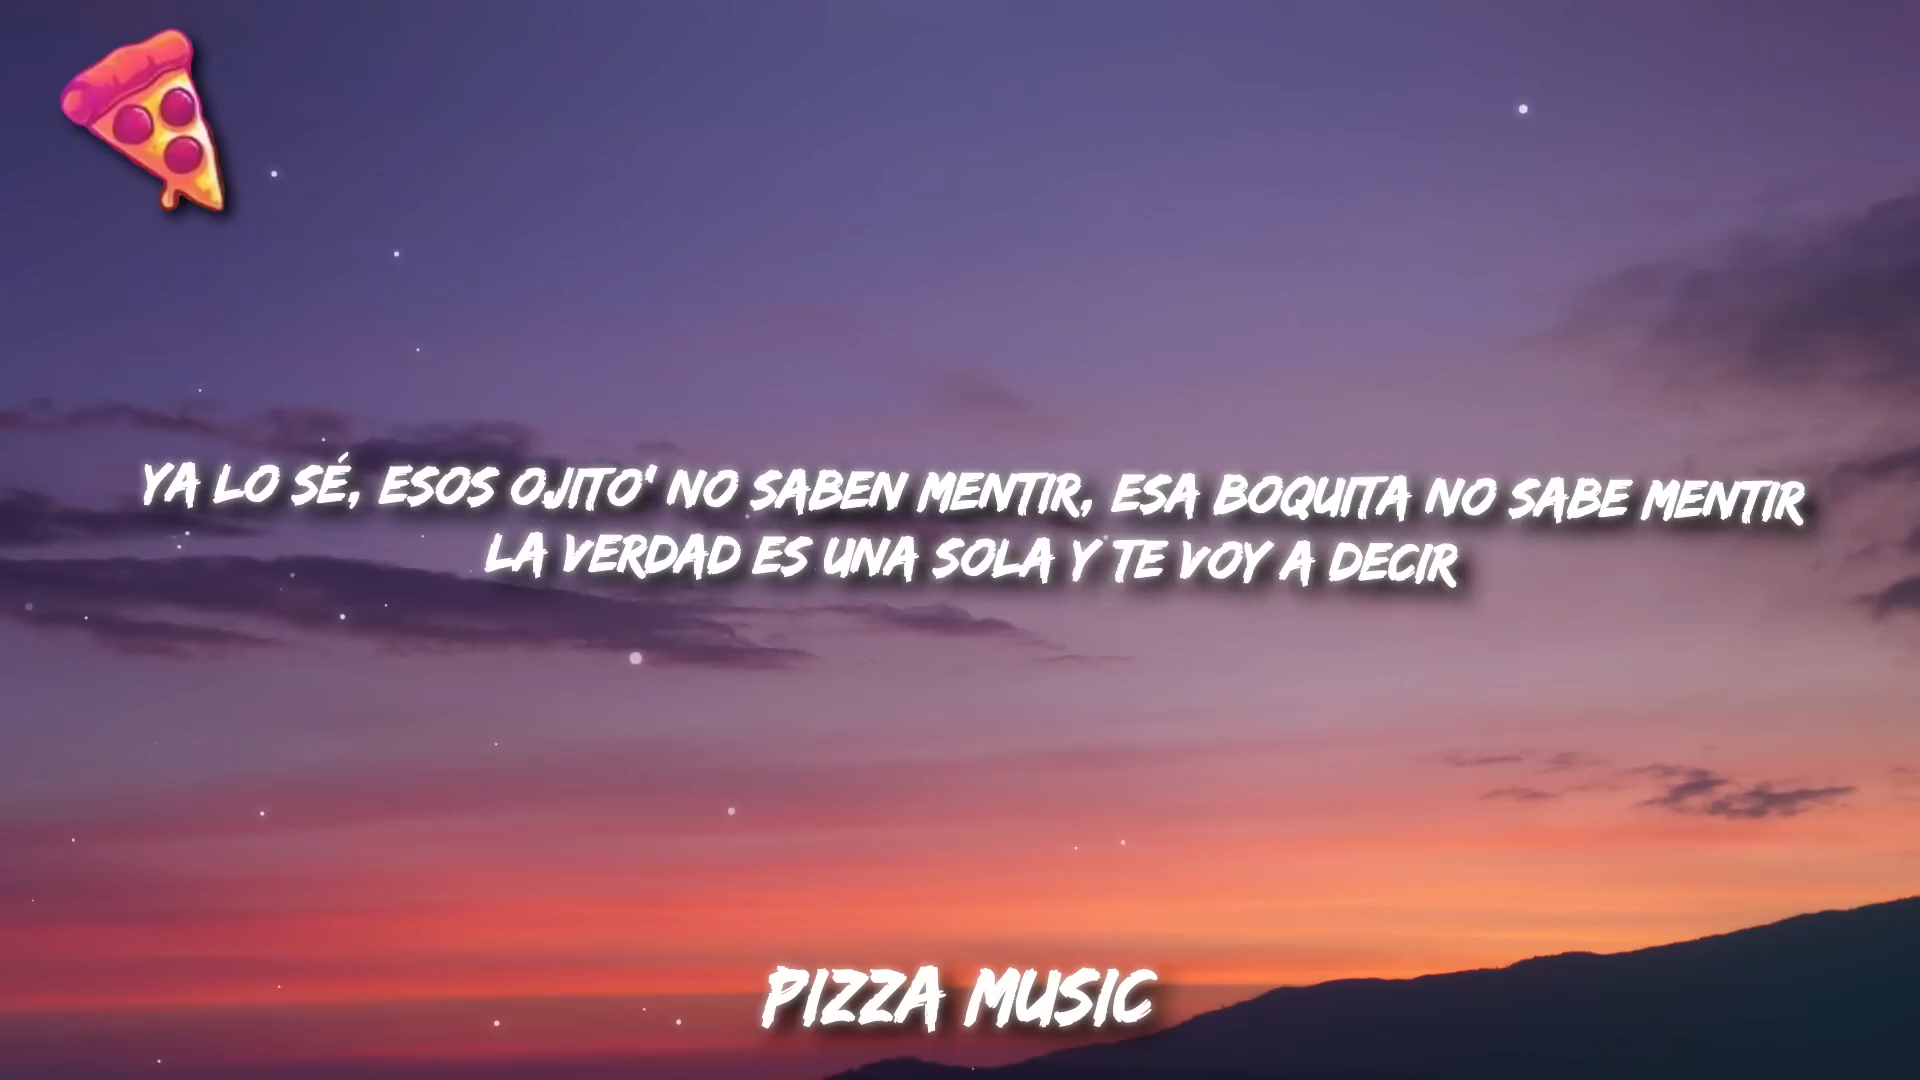 YA LO SÉ, ESOS OJITO' NO SABEN MENTIR, ESA BOQUITA NO SABE MENTIR
LA VERDAD ES UNA SOLA Y TE VOY A DECIR
PIZZA MUSIC